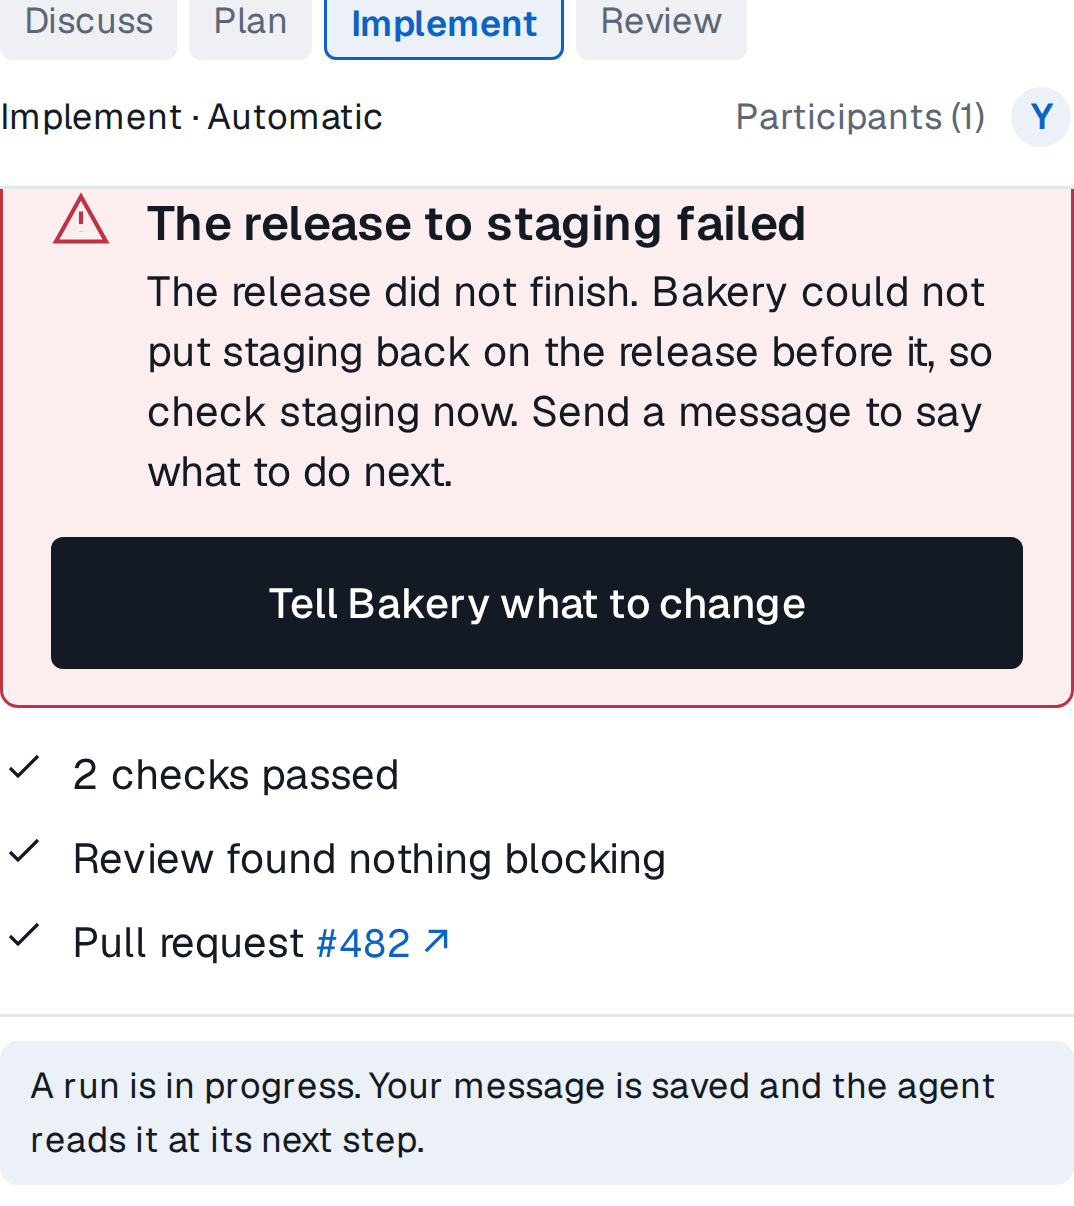 Discuss
Plan
Implement
Review
Implement · Automatic
Participants (1)
Y
The release to staging failed
The release did not finish. Bakery could not
put staging back on the release before it, so
check staging now. Send a message to say
what to do next.
Tell Bakery what to change
2 checks passed
Review found nothing blocking
Pull request #482 ↗
A run is in progress. Your message is saved and the agent
reads it at its next step.